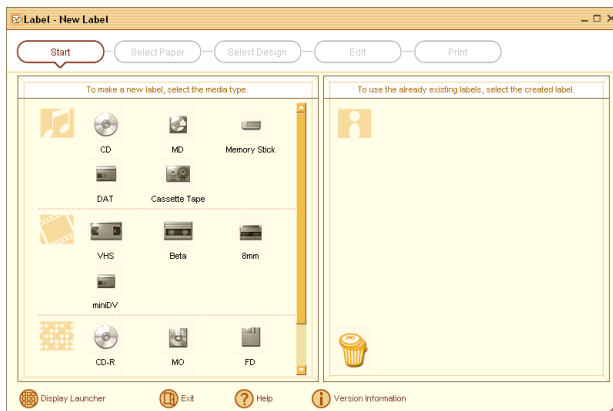 Label - New Label
Start
Select Paper
Select Design
Edit
Print
To make a new label, select the media type.
To use the already existing labels, select the created label.
CD
MD
Memory Stick
DAT
Cassette Tape
VHS
Beta
8mm
miniDV
CD-R
MO
FD
Display Launcher
Exit
Help
Version Information